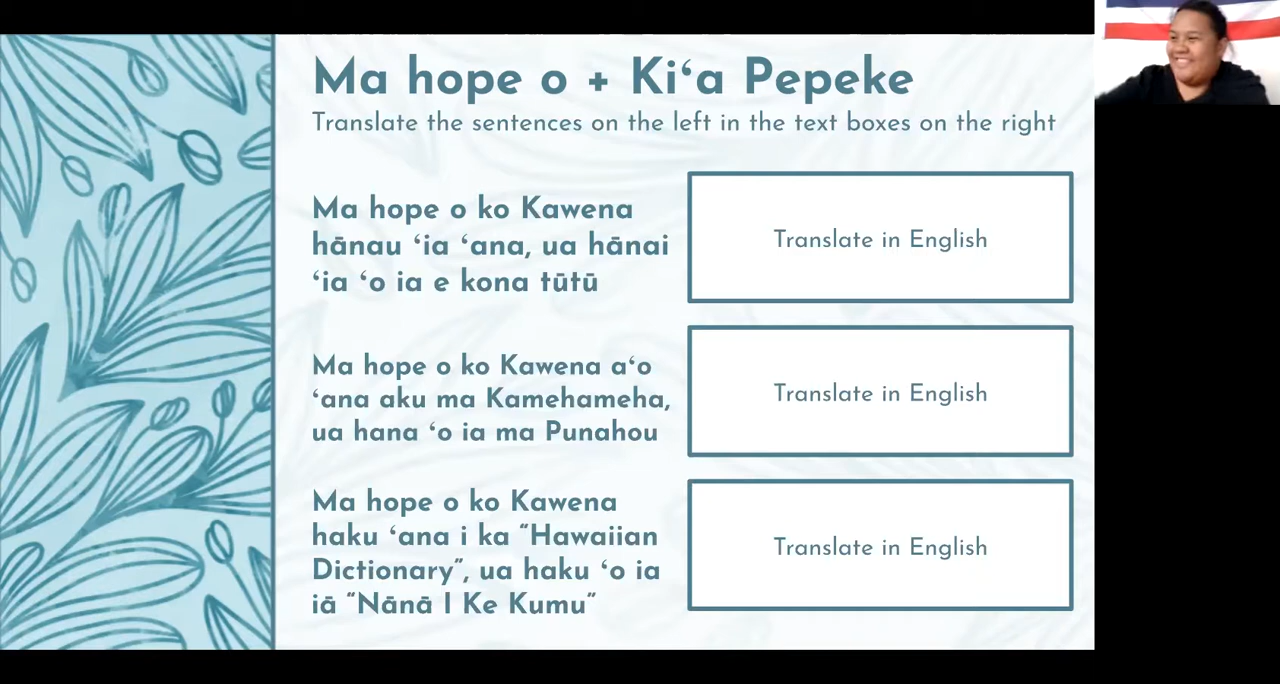 Ma hope o + Kiʻa Pepeke
Translate the sentences on the left in the text boxes on the right
Ma hope o ko Kawena
hānau ʻia ʻana, ua hānai
ʻia ʻo ia e kona tūtū
Translate in English
Ma hope o ko Kawena aʻo
ʻana aku ma Kamehameha,
ua hana ʻo ia ma Punahou
Translate in English
Ma hope o ko Kawena
haku ʻana i ka “Hawaiian
Dictionary”, ua haku ʻo ia
iā “Nānā I Ke Kumu”
Translate in English